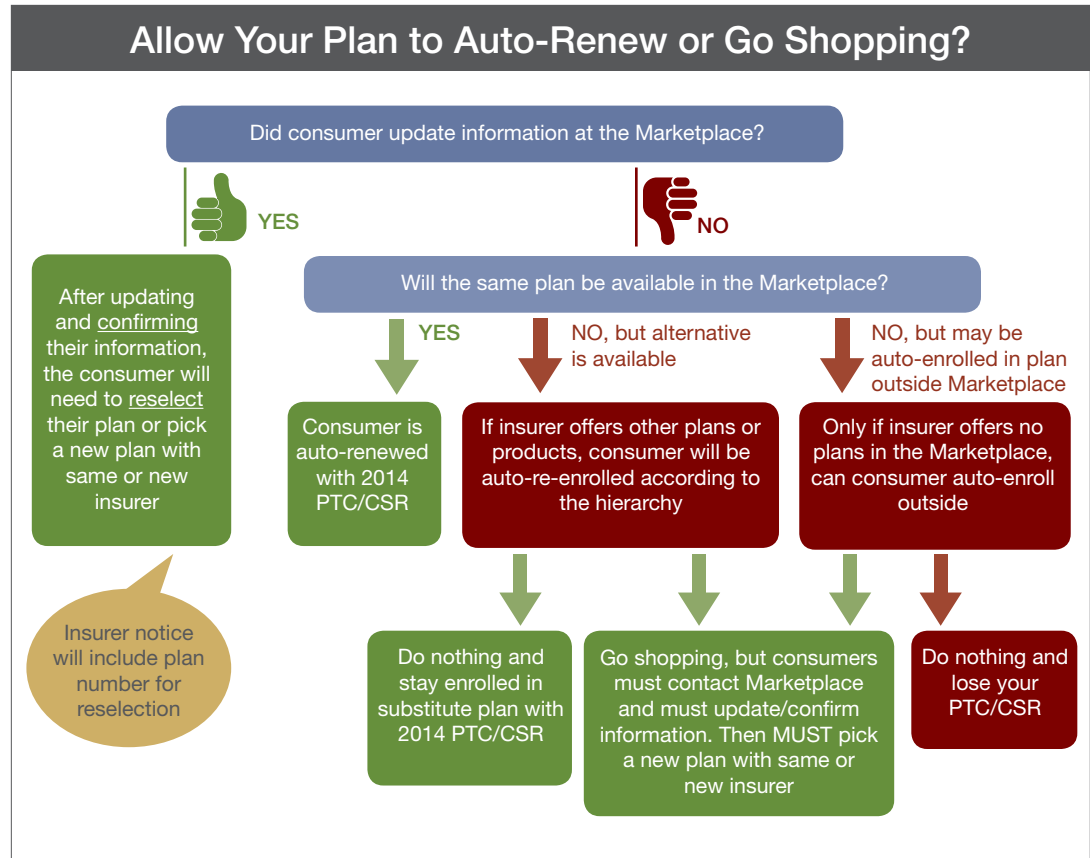 Allow Your Plan to Auto-Renew or Go Shopping?
Did consumer update information at the Marketplace?
YES
NO
After updating
and confirming
their information,
the consumer will
need to reselect
their plan or pick
a new plan with
same or new
insurer
Insurer notice
will include plan
number for
reselection
Will the same plan be available in the Marketplace?
YES
NO, but alternative
is available
NO, but may be
auto-enrolled in plan
outside Marketplace
Consumer is
auto-renewed
with 2014
PTC/CSR
If insurer offers other plans or
products, consumer will be
auto-re-enrolled according to
the hierarchy
Only if insurer offers no
plans in the Marketplace,
can consumer auto-enroll
outside
Do nothing and
stay enrolled in
substitute plan with
2014 PTC/CSR
Go shopping, but consumers
must contact Marketplace
and must update/confirm
information. Then MUST pick
a new plan with same or
new insurer
Do nothing and
lose your
PTC/CSR